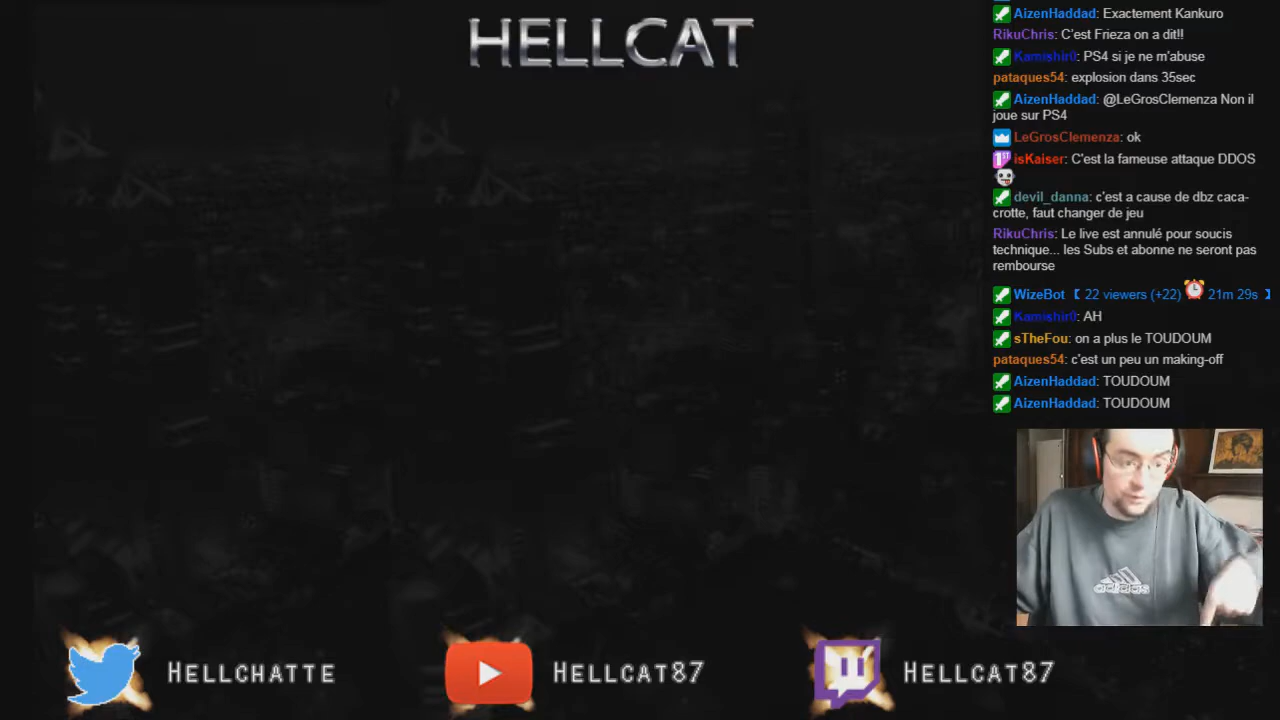 HELLCAT
AizenHaddad: Exactement Kankuro
RikuChris: C'est Frieza on a dit!!
Kamishir0: PS4 si je ne m'abuse
pataques54: explosion dans 35sec
AizenHaddad: @LeGrosClemenza Non il
joue sur PS4
LeGrosClemenza: ok
1ST isKaiser: C'est la fameuse attaque DDOS
devil_danna: c'est a cause de dbz caca-
crotte, faut changer de jeu
RikuChris: Le live est annulé pour soucis
technique... les Subs et abonne ne seront pas
rembourse
WizeBot 【 22 viewers (+22) 21m 29s 】
Kamishir0: AH
sTheFou: on a plus le TOUDOUM
pataques54: c'est un peu un making-off
AizenHaddad: TOUDOUM
AizenHaddad: TOUDOUM
adidas
HELLCHATTE
HELLCAT87
HELLCAT87